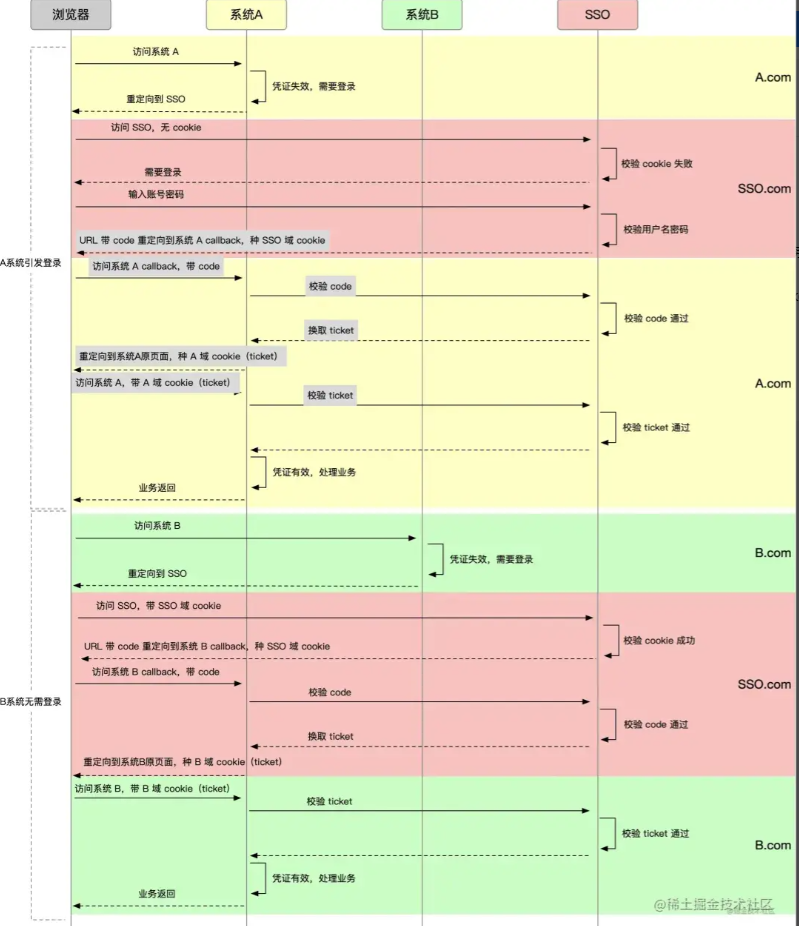 浏览器
系统A
系统B
SSO
访问系统 A
凭证失效，需要登录
A.com
重定向到 SSO
访问 SSO，无 cookie
校验 cookie 失败
需要登录
SSO.com
输入账号密码
校验用户名密码
URL 带 code 重定向到系统 A callback，种 SSO 域 cookie
A系统引发登录
访问系统 A callback，带 code
校验 code
校验 code 通过
换取 ticket
重定向到系统A原页面，种 A 域 cookie（ticket）
访问系统 A，带 A 域 cookie（ticket）
A.com
校验 ticket
校验 ticket 通过
凭证有效，处理业务
业务返回
访问系统 B
B.com
凭证失效，需要登录
重定向到 SSO
访问 SSO，带 SSO 域 cookie
校验 cookie 成功
URL 带 code 重定向到系统 B callback，种 SSO 域 cookie
访问系统 B callback，带 code
SSO.com
校验 code
B系统无需登录
校验 code 通过
换取 ticket
重定向到系统B原页面，种 B 域 cookie（ticket）
访问系统 B，带 B 域 cookie（ticket）
校验 ticket
校验 ticket 通过
B.com
凭证有效，处理业务
业务返回
@稀土掘金技术社区